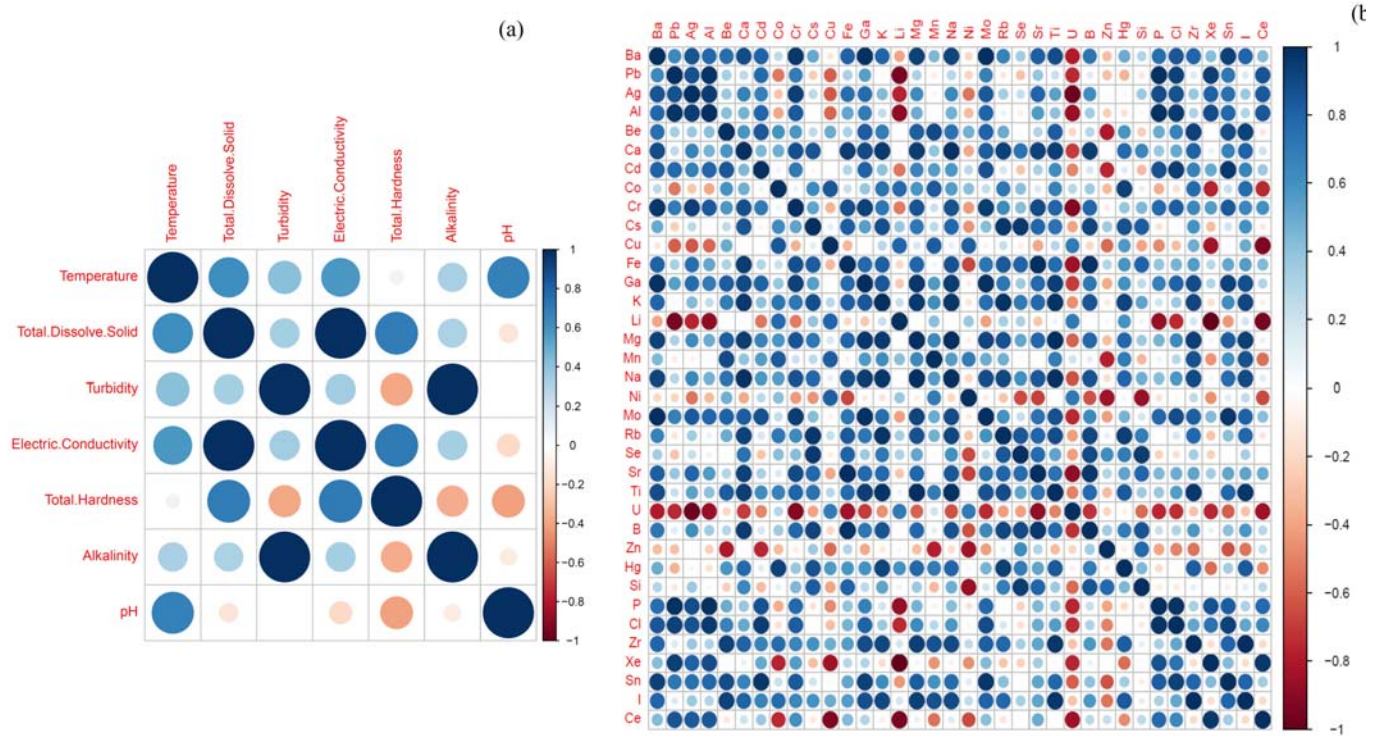 (a)
Temperature
Total.Dissolve.Solid
Turbidity
Electric.Conductivity
Total.Hardness
Alkalinity
pH
Temperature
Total.Dissolve.Solid
Turbidity
Electric.Conductivity
Total.Hardness
Alkalinity
pH
1
0.8
0.6
0.4
0.2
0
−0.2
−0.4
−0.6
−0.8
−1
(b
Ba Pb Ag Al Be Ca Cd Co Cr Cs Cu Fe Ga K Li Mg Mn Na Ni Mo Rb Se Sr Ti U B Zn Hg Si P Cl Zr Xe Sn I Ce
Ba
Pb
Ag
Al
Be
Ca
Cd
Co
Cr
Cs
Cu
Fe
Ga
K
Li
Mg
Mn
Na
Ni
Mo
Rb
Se
Sr
Ti
U
B
Zn
Hg
Si
P
Cl
Zr
Xe
Sn
I
Ce
1
0.8
0.6
0.4
0.2
0
−0.2
−0.4
−0.6
−0.8
−1